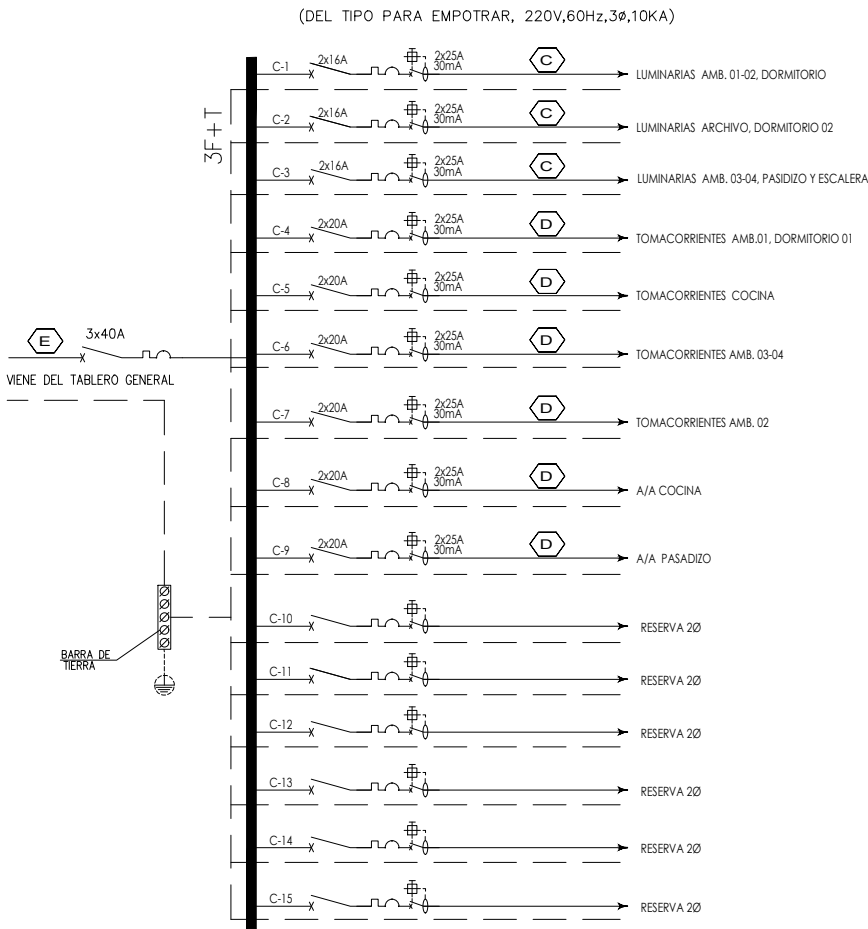 (DEL TIPO PARA EMPOTRAR, 220V,60Hz,3ø,10KA)
3F+T
C-1 2x16A 2x25A 30mA C LUMINARIAS AMB. 01-02, DORMITORIO
C-2 2x16A 2x25A 30mA C LUMINARIAS ARCHIVO, DORMITORIO 02
C-3 2x16A 2x25A 30mA C LUMINARIAS AMB. 03-04, PASIDIZO Y ESCALERA
C-4 2x20A 2x25A 30mA D TOMACORRIENTES AMB.01, DORMITORIO 01
C-5 2x20A 2x25A 30mA D TOMACORRIENTES COCINA
E 3x40A
VIENE DEL TABLERO GENERAL
C-6 2x20A 2x25A 30mA D TOMACORRIENTES AMB. 03-04
C-7 2x20A 2x25A 30mA D TOMACORRIENTES AMB. 02
C-8 2x20A 2x25A 30mA D A/A COCINA
C-9 2x20A 2x25A 30mA D A/A PASADIZO
C-10 RESERVA 2Ø
BARRA DE
TIERRA
C-11 RESERVA 2Ø
C-12 RESERVA 2Ø
C-13 RESERVA 2Ø
C-14 RESERVA 2Ø
C-15 RESERVA 2Ø